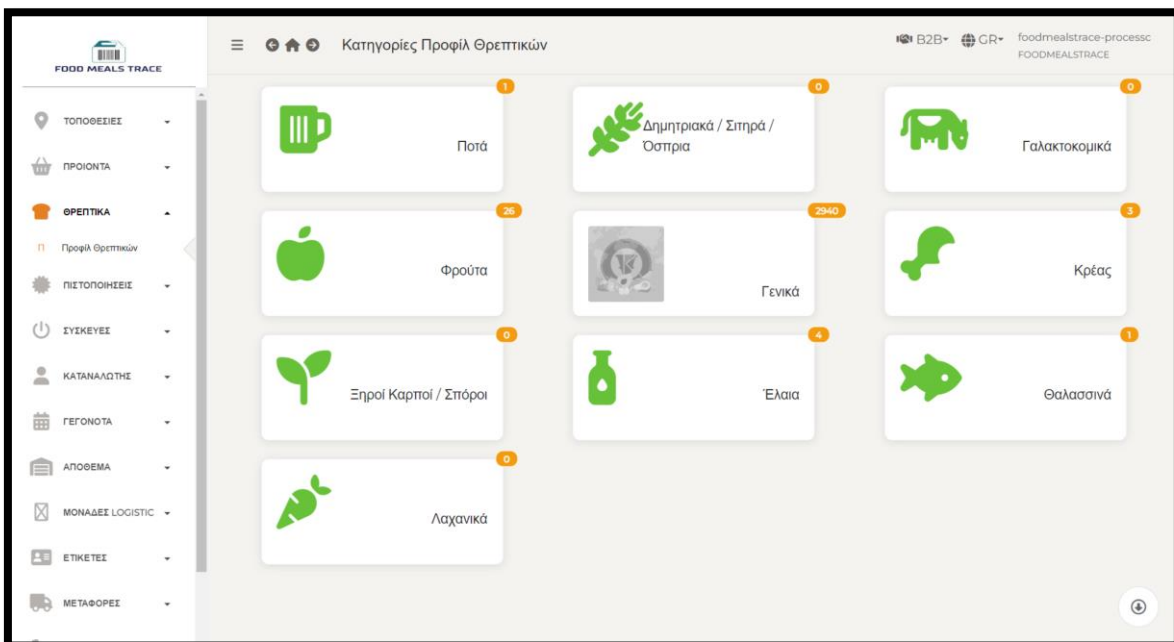 FOOD MEALS TRACE
Κατηγορίες Προφίλ Θρεπτικών
B2B
GR
foodmealstrace-processc
FOODMEALSTRACE
ΤΟΠΟΘΕΣΙΕΣ
ΠΡΟΙΟΝΤΑ
ΘΡΕΠΤΙΚΑ
Π Προφίλ Θρεπτικών
ΠΙΣΤΟΠΟΙΗΣΕΙΣ
ΣΥΣΚΕΥΕΣ
ΚΑΤΑΝΑΛΩΤΗΣ
ΓΕΓΟΝΟΤΑ
ΑΠΟΘΕΜΑ
ΜΟΝΑΔΕΣ LOGISTIC
ΕΤΙΚΕΤΕΣ
ΜΕΤΑΦΟΡΕΣ
1
Ποτά
0
Δημητριακά / Σιτηρά /
Όσπρια
0
Γαλακτοκομικά
26
Φρούτα
2940
Γενικά
3
Κρέας
0
Ξηροί Καρποί / Σπόροι
4
Έλαια
1
Θαλασσινά
0
Λαχανικά